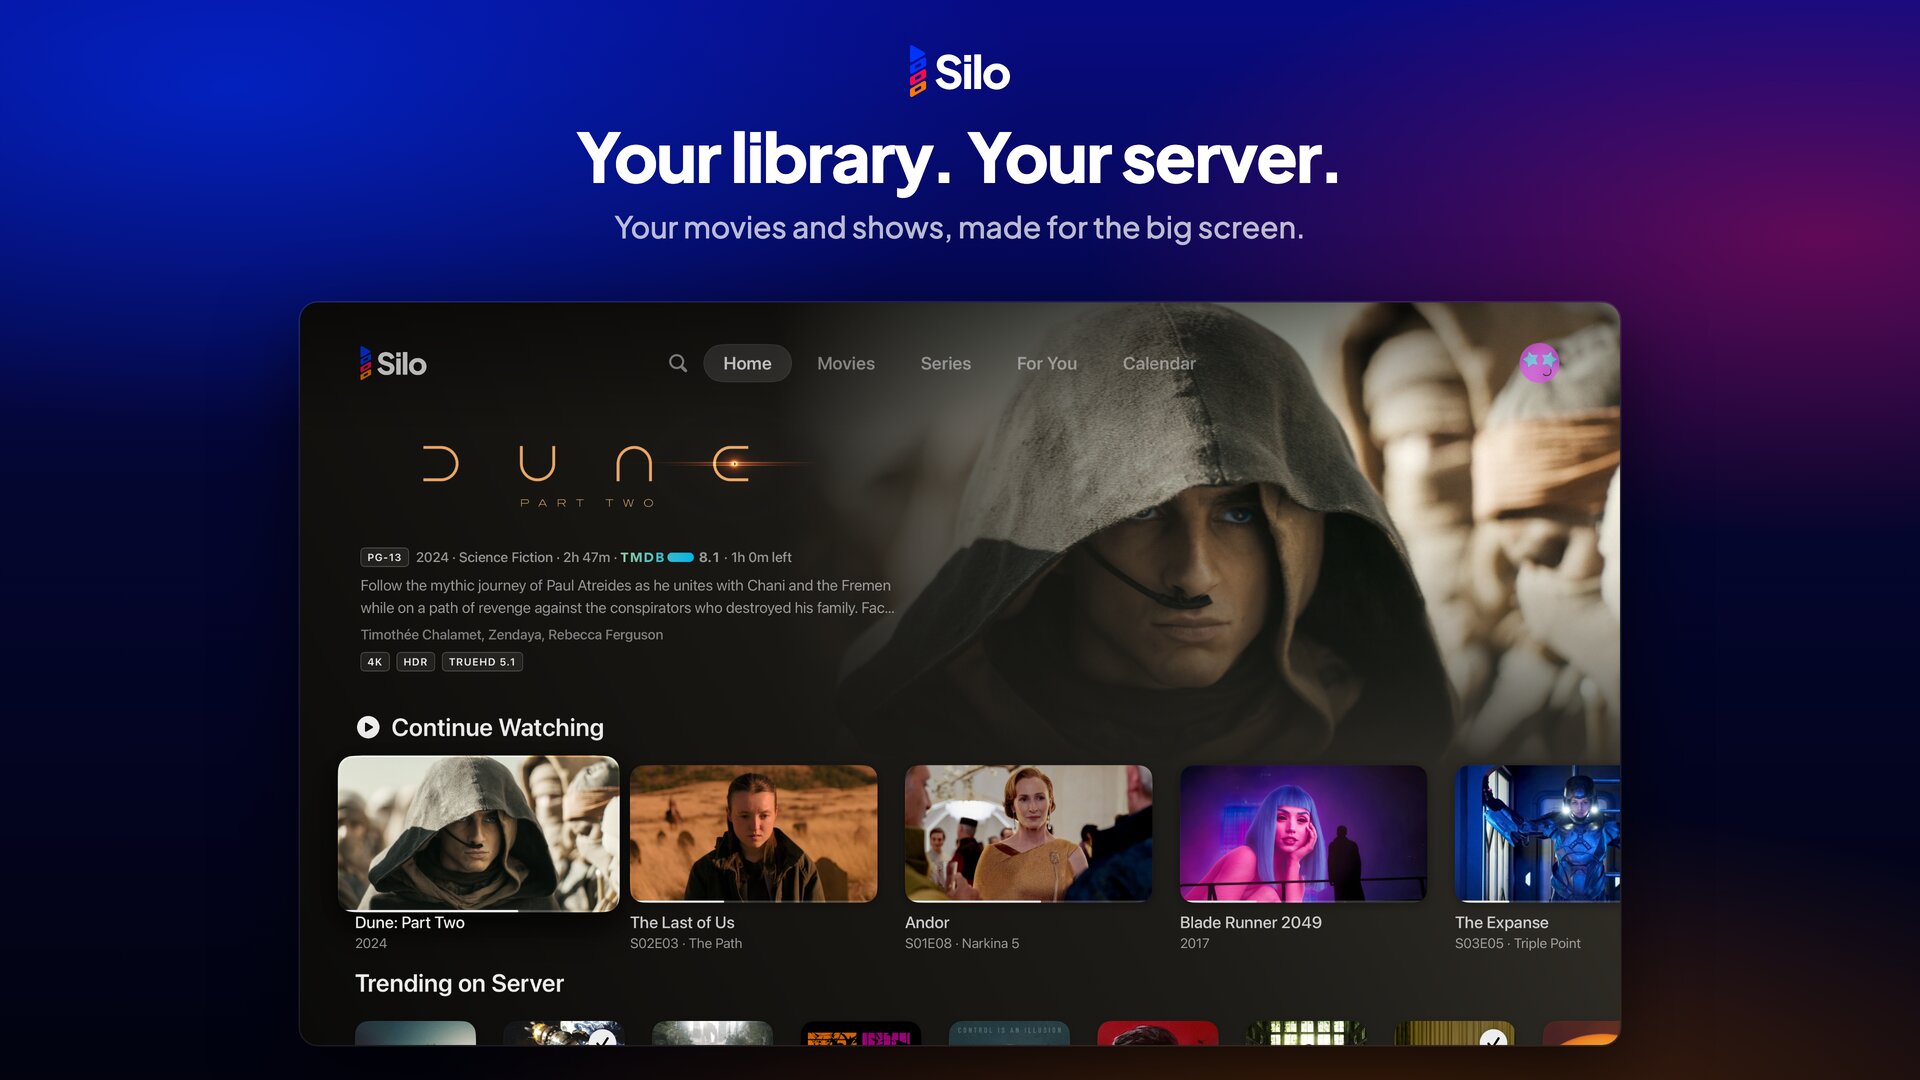 Silo
Your library. Your server.
Your movies and shows, made for the big screen.
Silo
Home
Movies
Series
For You
Calendar
DUNE
PART TWO
PG-13 2024 · Science Fiction · 2h 47m · TMDB 8.1 · 1h 0m left
Follow the mythic journey of Paul Atreides as he unites with Chani and the Fremen
while on a path of revenge against the conspirators who destroyed his family. Fac...
Timothée Chalamet, Zendaya, Rebecca Ferguson
4K HDR TRUEHD 5.1
Continue Watching
Dune: Part Two
2024
The Last of Us
S02E03 · The Path
Andor
S01E08 · Narkina 5
Blade Runner 2049
2017
The Expanse
S03E05 · Triple Point
Trending on Server
CONTROL IS AN ILLUSION